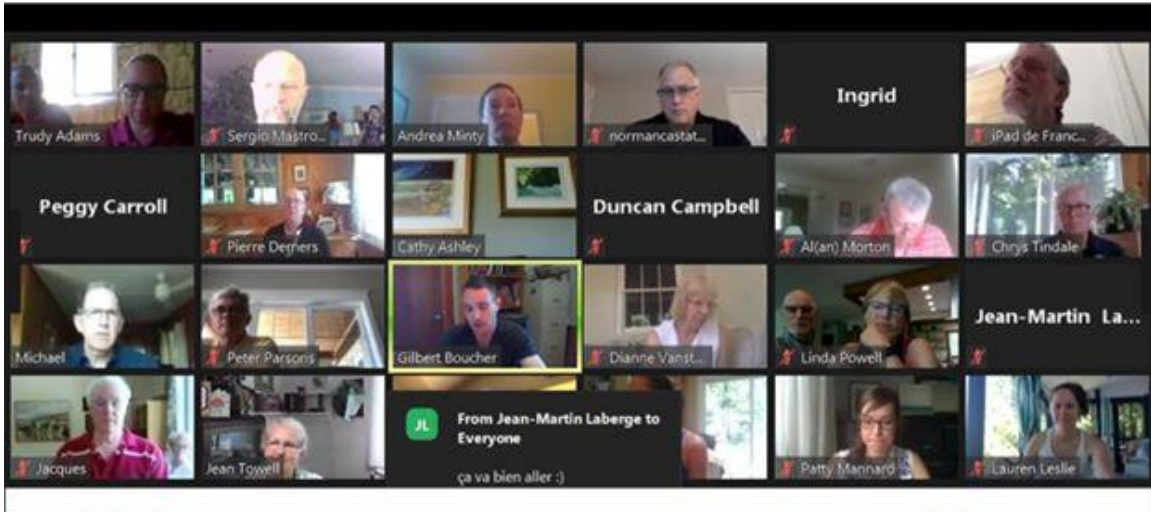 Trudy Adams
Sergio Mastro...
Andrea Minty
normancastat...
Ingrid
iPad de Franc...
Peggy Carroll
Pierre Demers
Cathy Ashley
Duncan Campbell
Al(an) Morton
Chrys Tindale
Michael
Peter Parsons
Gilbert Boucher
Dianne Vanst...
Linda Powell
Jean-Martin La...
Jacques
Jean Towell
JL
From Jean-Martin Laberge to
Everyone
ça va bien aller :)
Patty Mannard
Lauren Leslie